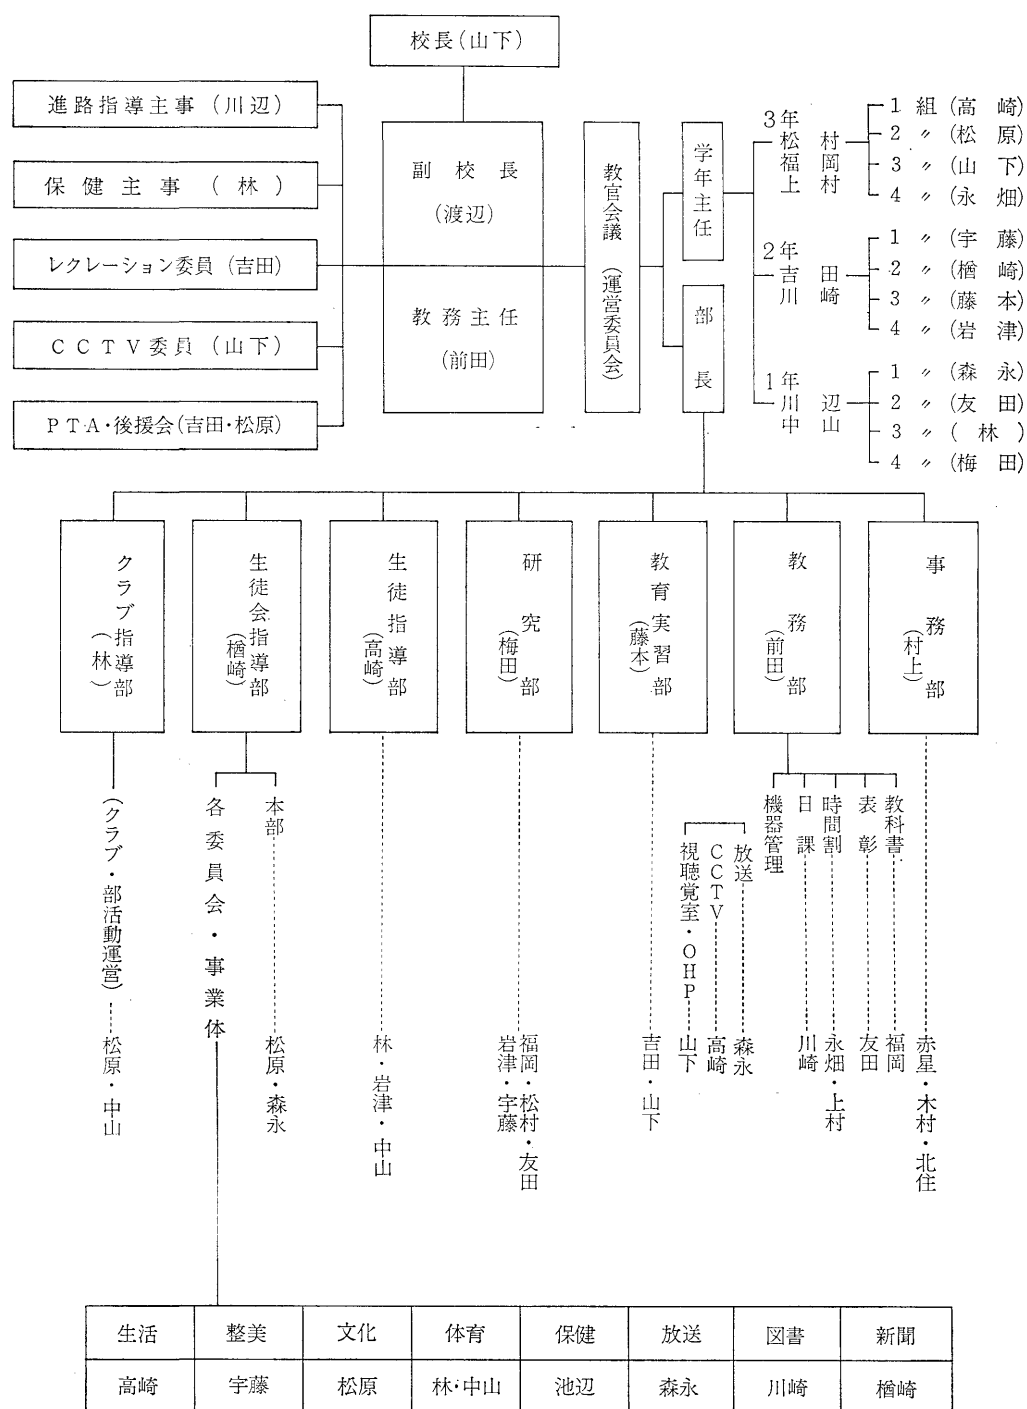 校長(山下)
進路指導主事(川辺)
保健主事(林)
レクレーション委員(吉田)
CCTV委員(山下)
PTA・後援会(吉田・松原)
副校長
(渡辺)
教務主任
(前田)
教官会議
(運営委員会)
学年主任
部長
3年
松村
福岡
上村
1組(高崎)
2〃(松原)
3〃(山下)
4〃(永畑)
2年
吉田
川崎
1〃(宇藤)
2〃(楢崎)
3〃(藤本)
4〃(岩津)
1年
川辺
中山
1〃(森永)
2〃(友田)
3〃(林)
4〃(梅田)
クラブ指導部
(林)
生徒会指導部
(楢崎)
生徒指導部
(高崎)
研究部
(梅田)
教育実習部
(藤本)
教務部
(前田)
事務部
(村上)
(クラブ・部活動運営)
松原・中山
各委員会・事業体
本部
松原・森永
林・岩津・中山
福岡・松村・友田
岩津・宇藤
吉田・山下
視聴覚室・OHP
山下
CCTV
高崎
放送
森永
機器管理
日課
川崎
時間割
永畑・上村
表彰
友田
教科書
福岡
赤星・木村・北住
生活 整美 文化 体育 保健 放送 図書 新聞
高崎 宇藤 松原 林・中山 池辺 森永 川崎 楢崎